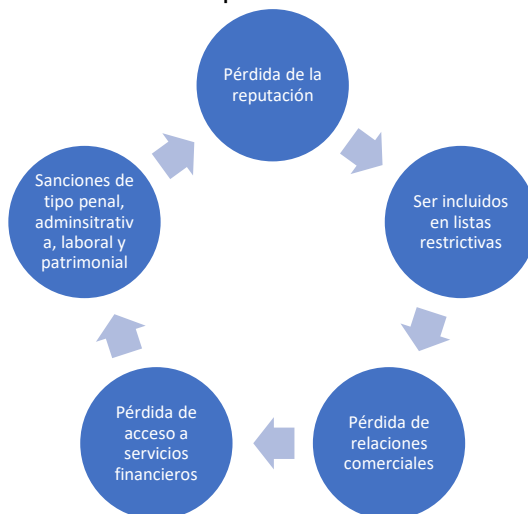 Pérdida de la
reputación
Ser incluidos
en listas
restrictivas
Pérdida de
relaciones
comerciales
Pérdida de
acceso a
servicios
financieros
Sanciones de
tipo penal,
adminsitrativ
a, laboral y
patrimonial